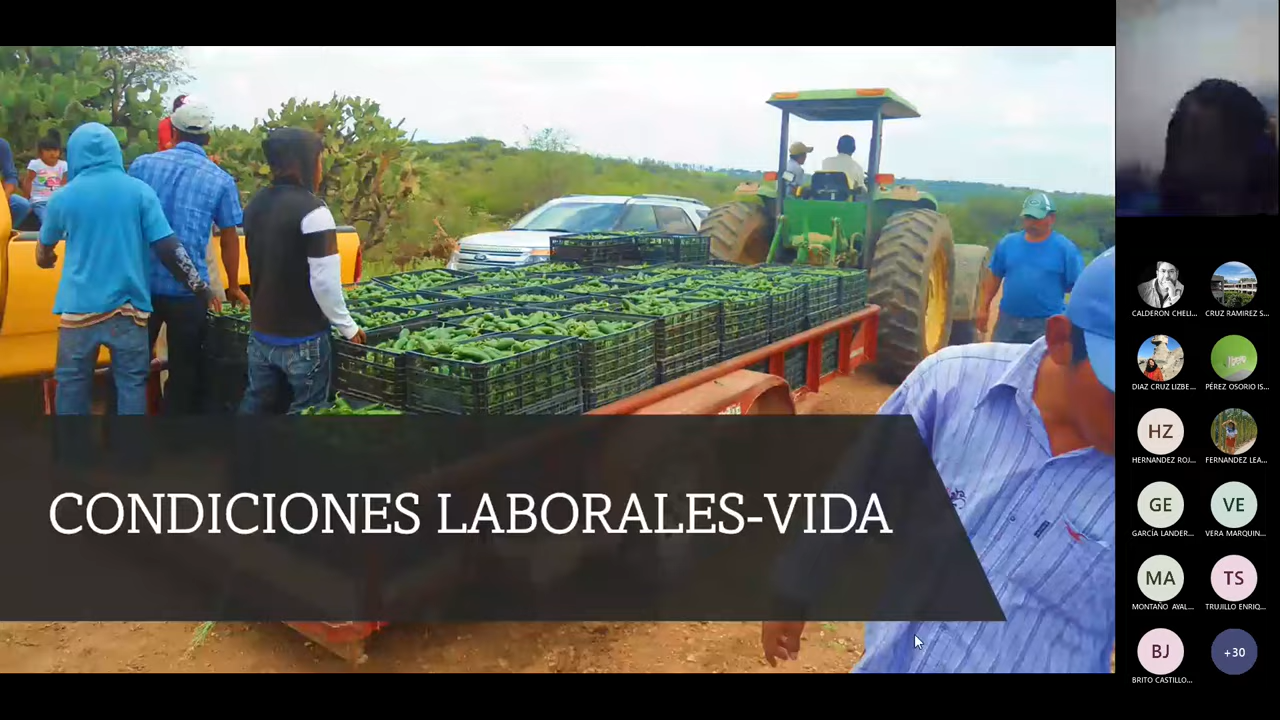 CONDICIONES LABORALES-VIDA
CALDERON CHELI...
CRUZ RAMIREZ S...
DIAZ CRUZ LIZBE...
PÉREZ OSORIO IS...
HZ
HERNANDEZ ROJ...
FERNANDEZ LEA...
GE
VE
GARCÍA LANDER...
VERA MARQUIN...
MA
TS
MONTAÑO AYAL...
TRUJILLO ENRIQ...
BJ
+30
BRITO CASTILLO...